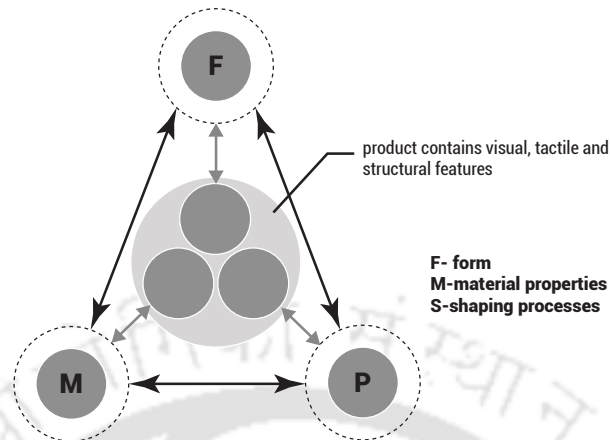 F
product contains visual, tactile and
structural features
F- form
M-material properties
S-shaping processes
M
P